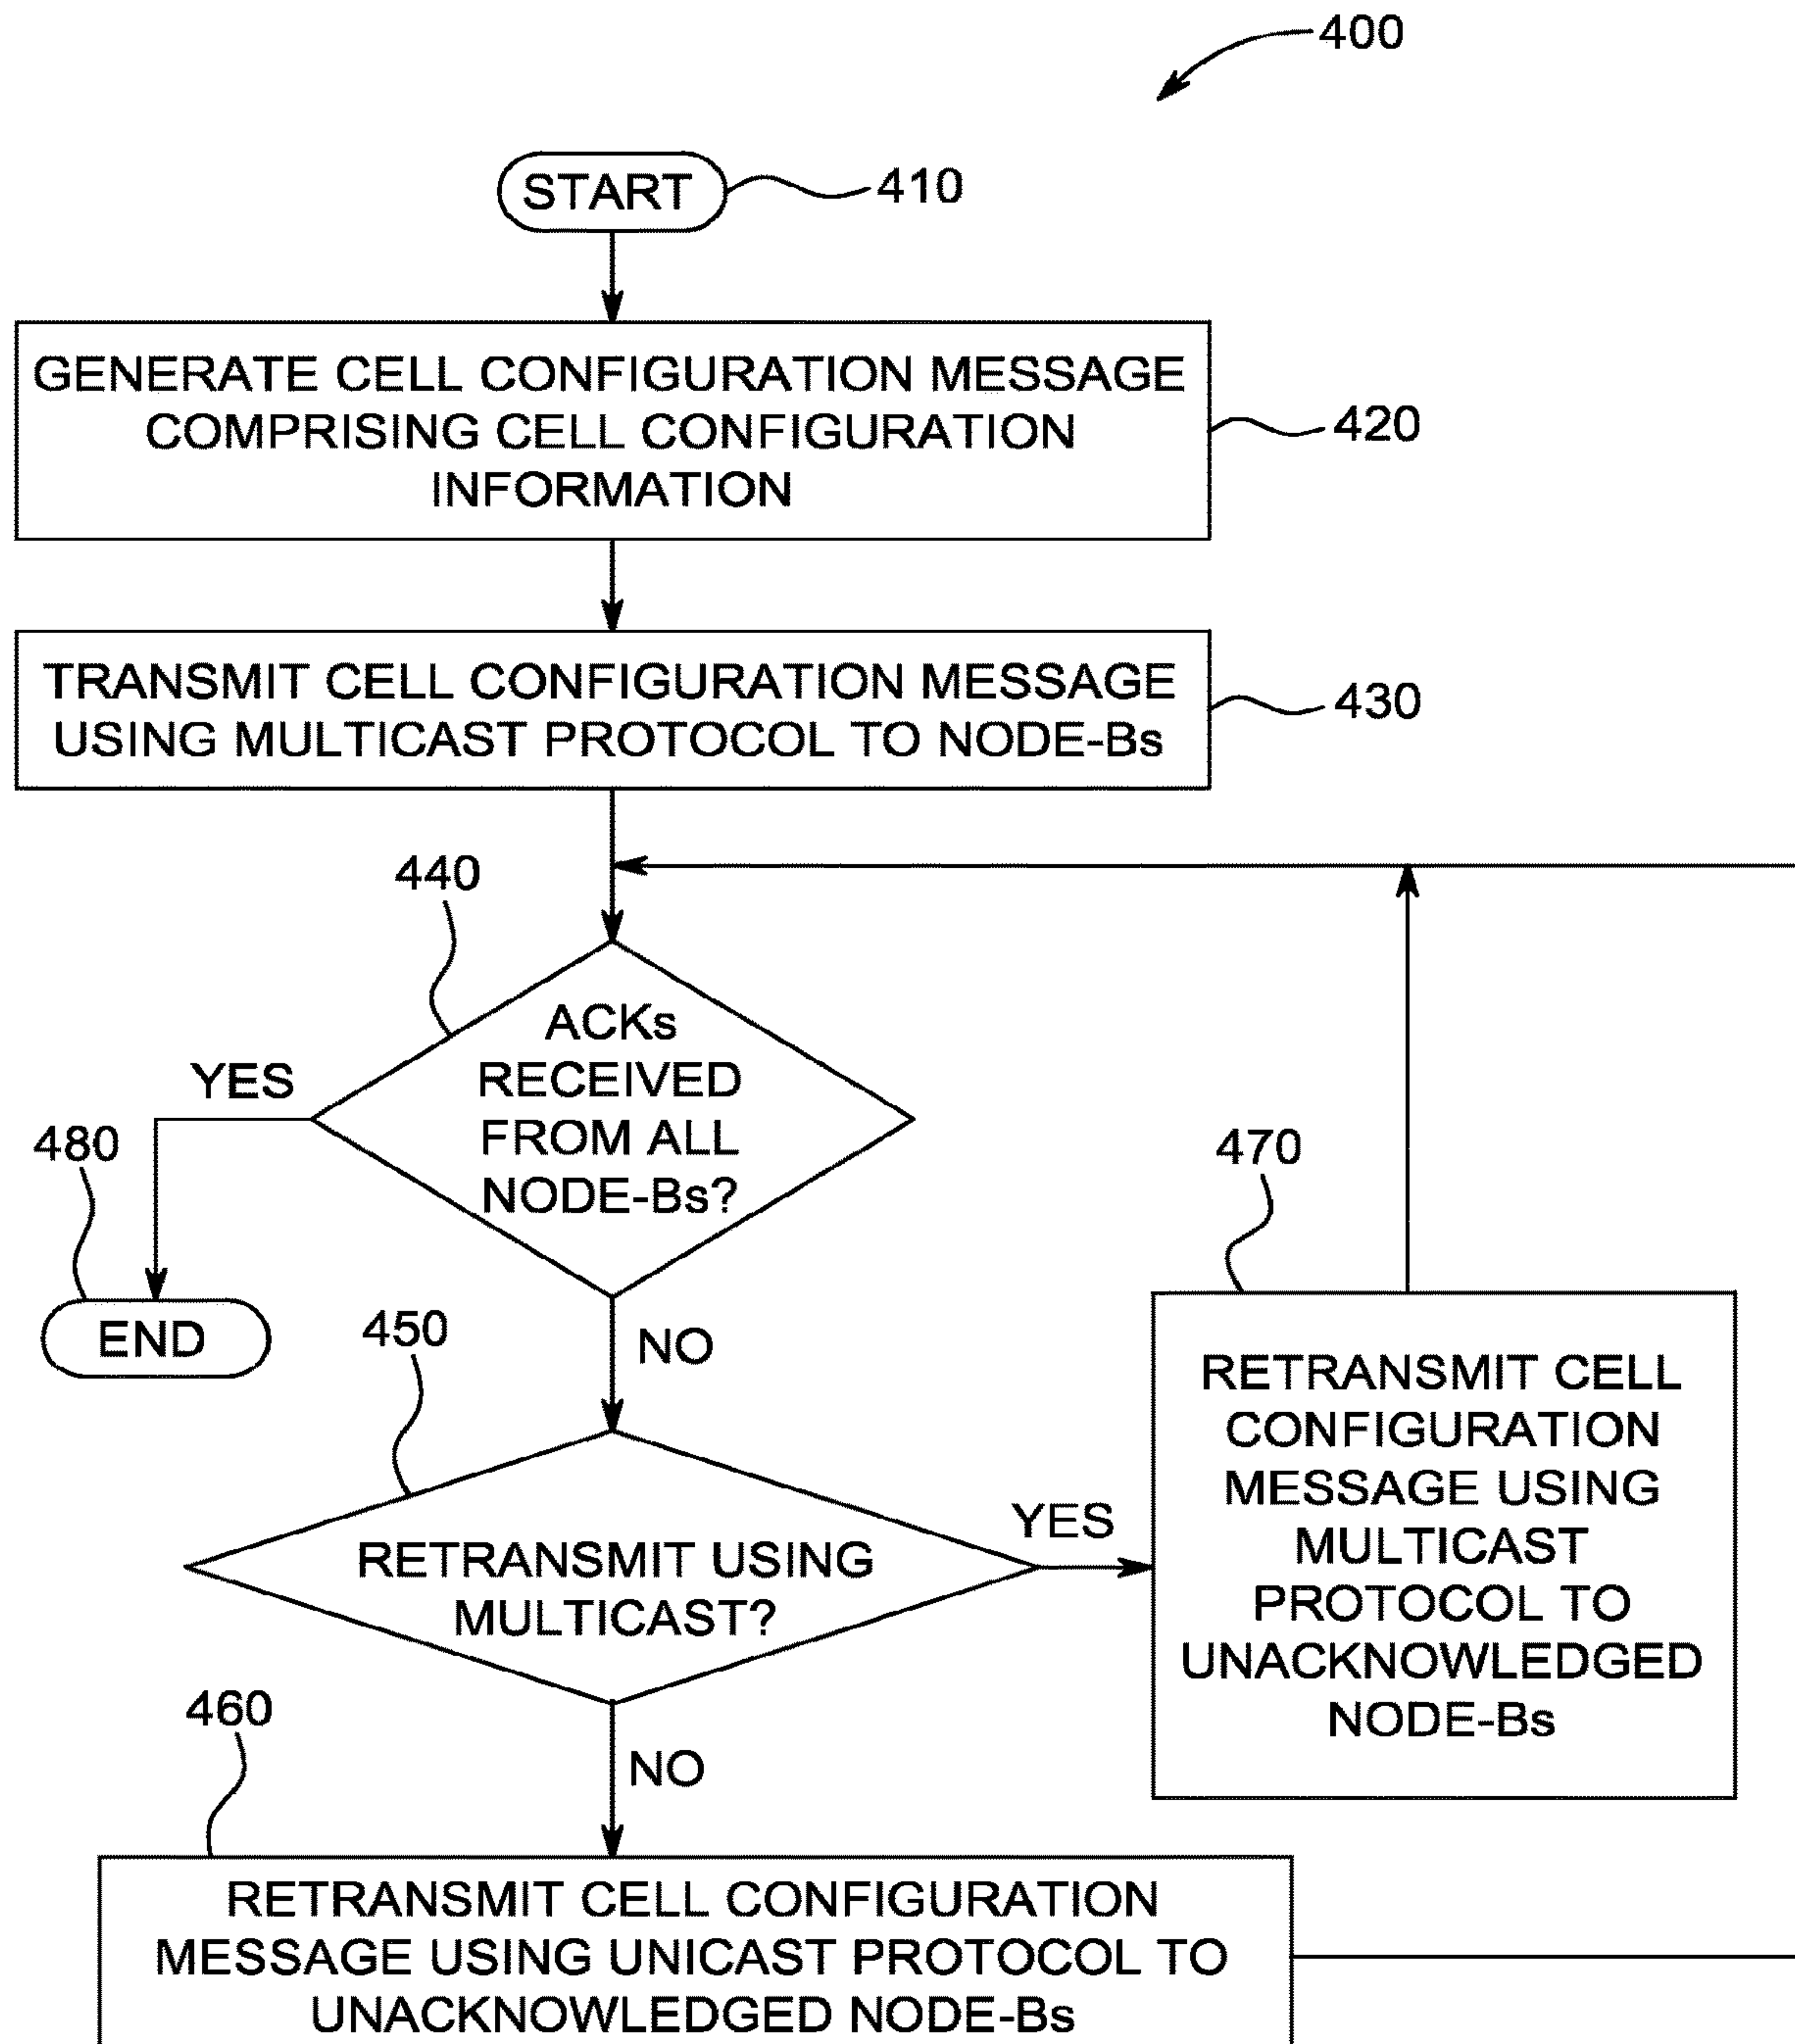 400
START
410
GENERATE CELL CONFIGURATION MESSAGE
COMPRISING CELL CONFIGURATION
INFORMATION
420
TRANSMIT CELL CONFIGURATION MESSAGE
USING MULTICAST PROTOCOL TO NODE-Bs
430
440
ACKs
RECEIVED
FROM ALL
NODE-Bs?
YES
480
END
NO
450
RETRANSMIT USING
MULTICAST?
YES
470
RETRANSMIT CELL
CONFIGURATION
MESSAGE USING
MULTICAST
PROTOCOL TO
UNACKNOWLEDGED
NODE-Bs
NO
460
RETRANSMIT CELL CONFIGURATION
MESSAGE USING UNICAST PROTOCOL TO
UNACKNOWLEDGED NODE-Bs